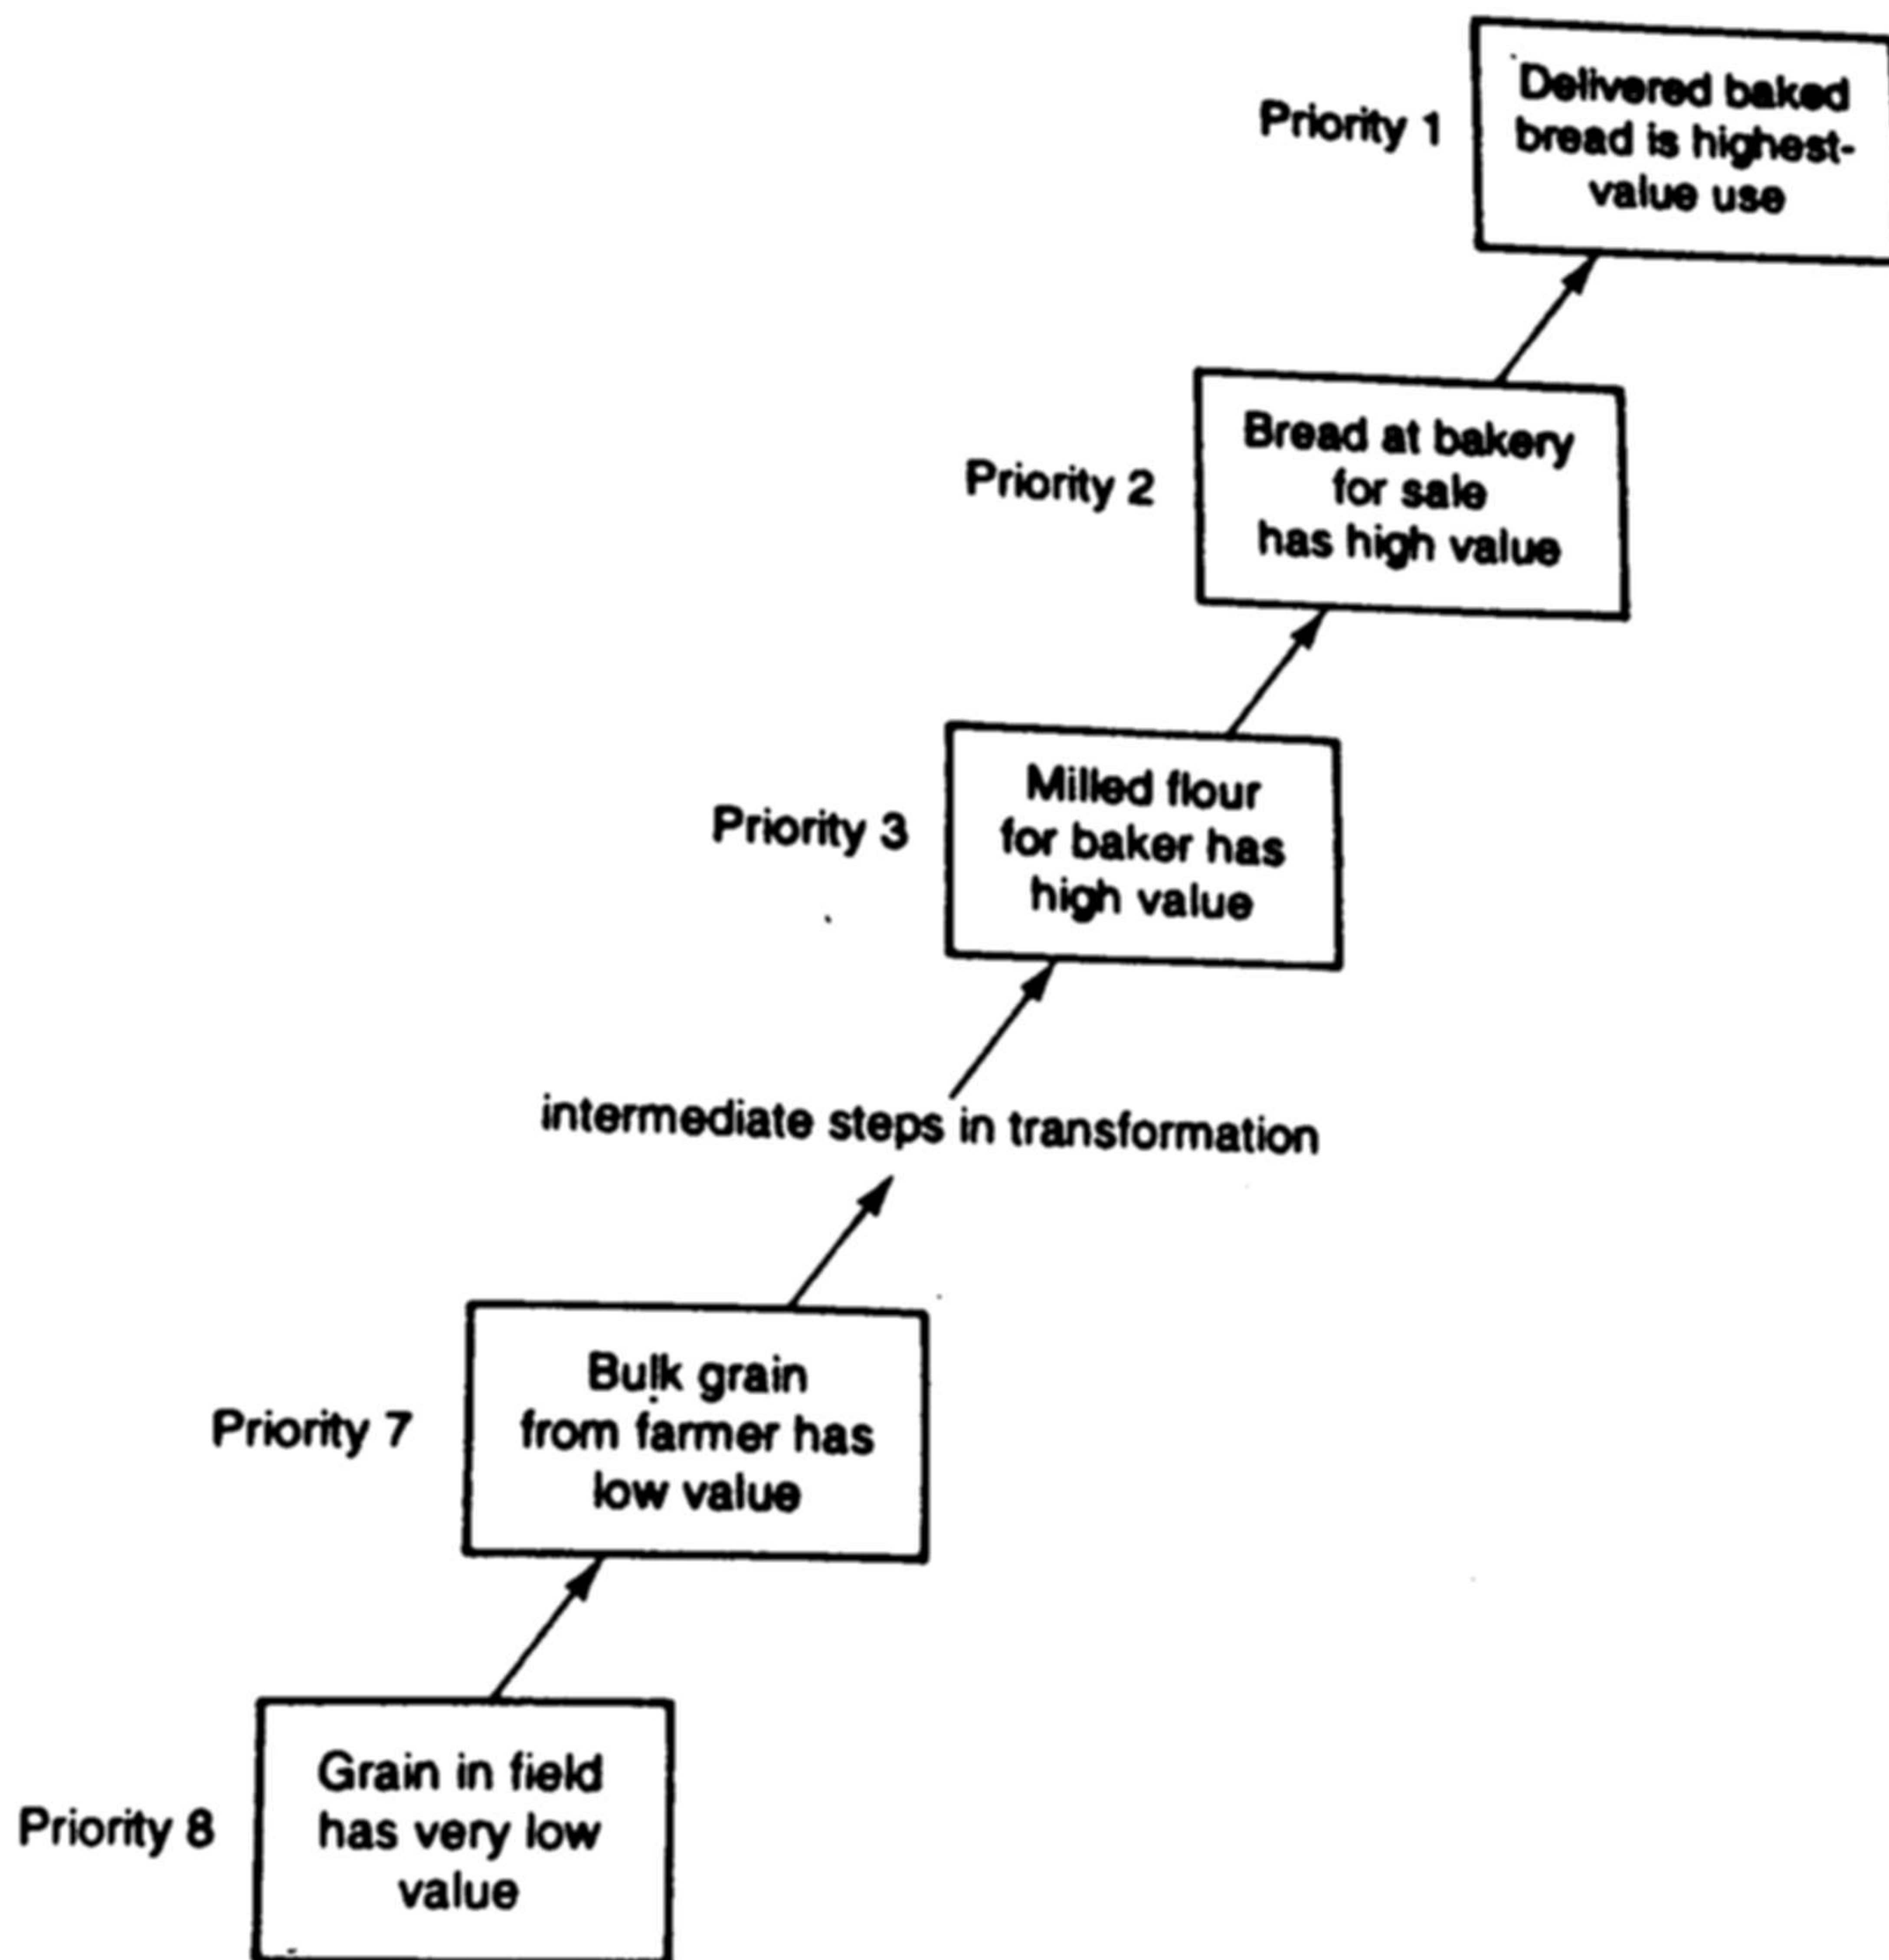 Priority 1
Delivered baked
bread is highest-
value use
Priority 2
Bread at bakery
for sale
has high value
Priority 3
Milled flour
for baker has
high value
intermediate steps in transformation
Priority 7
Bulk grain
from farmer has
low value
Priority 8
Grain in field
has very low
value